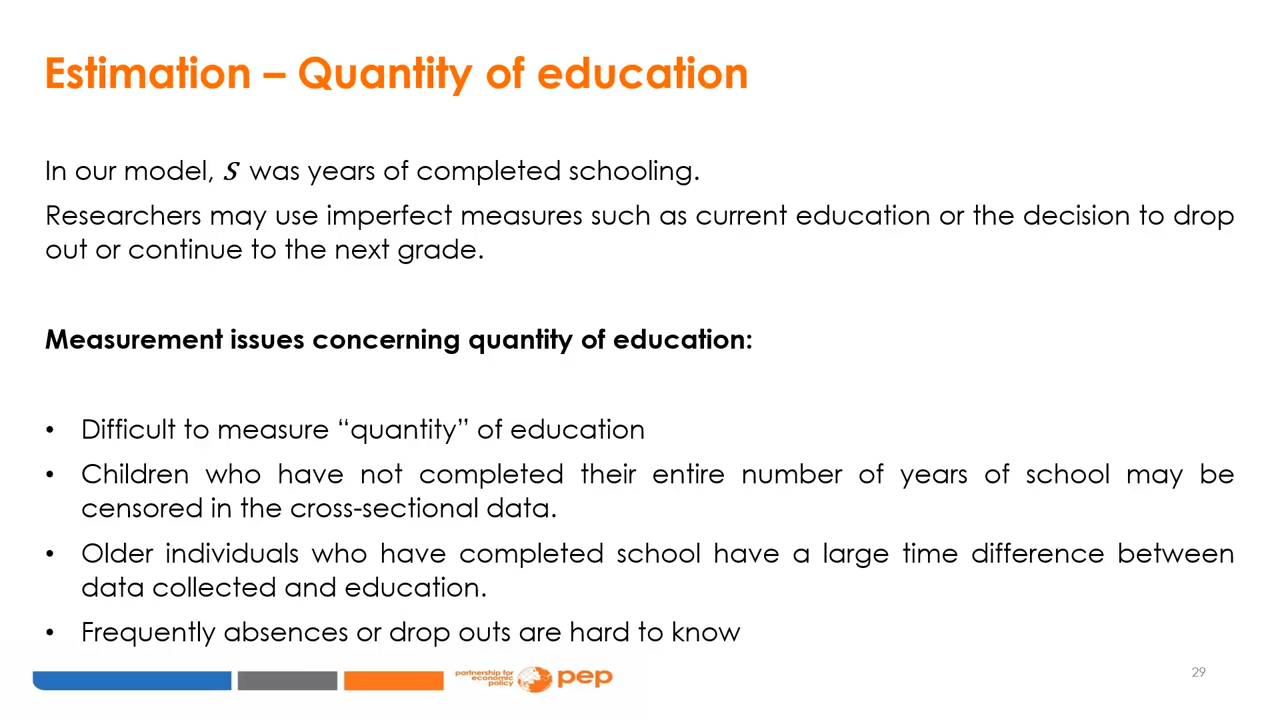 Estimation – Quantity of education
In our model, s was years of completed schooling.
Researchers may use imperfect measures such as current education or the decision to drop
out or continue to the next grade.
Measurement issues concerning quantity of education:
• Difficult to measure “quantity” of education
• Children who have not completed their entire number of years of school may be
censored in the cross-sectional data.
• Older individuals who have completed school have a large time difference between
data collected and education.
• Frequently absences or drop outs are hard to know
partnership for
economic
policy
pep
29